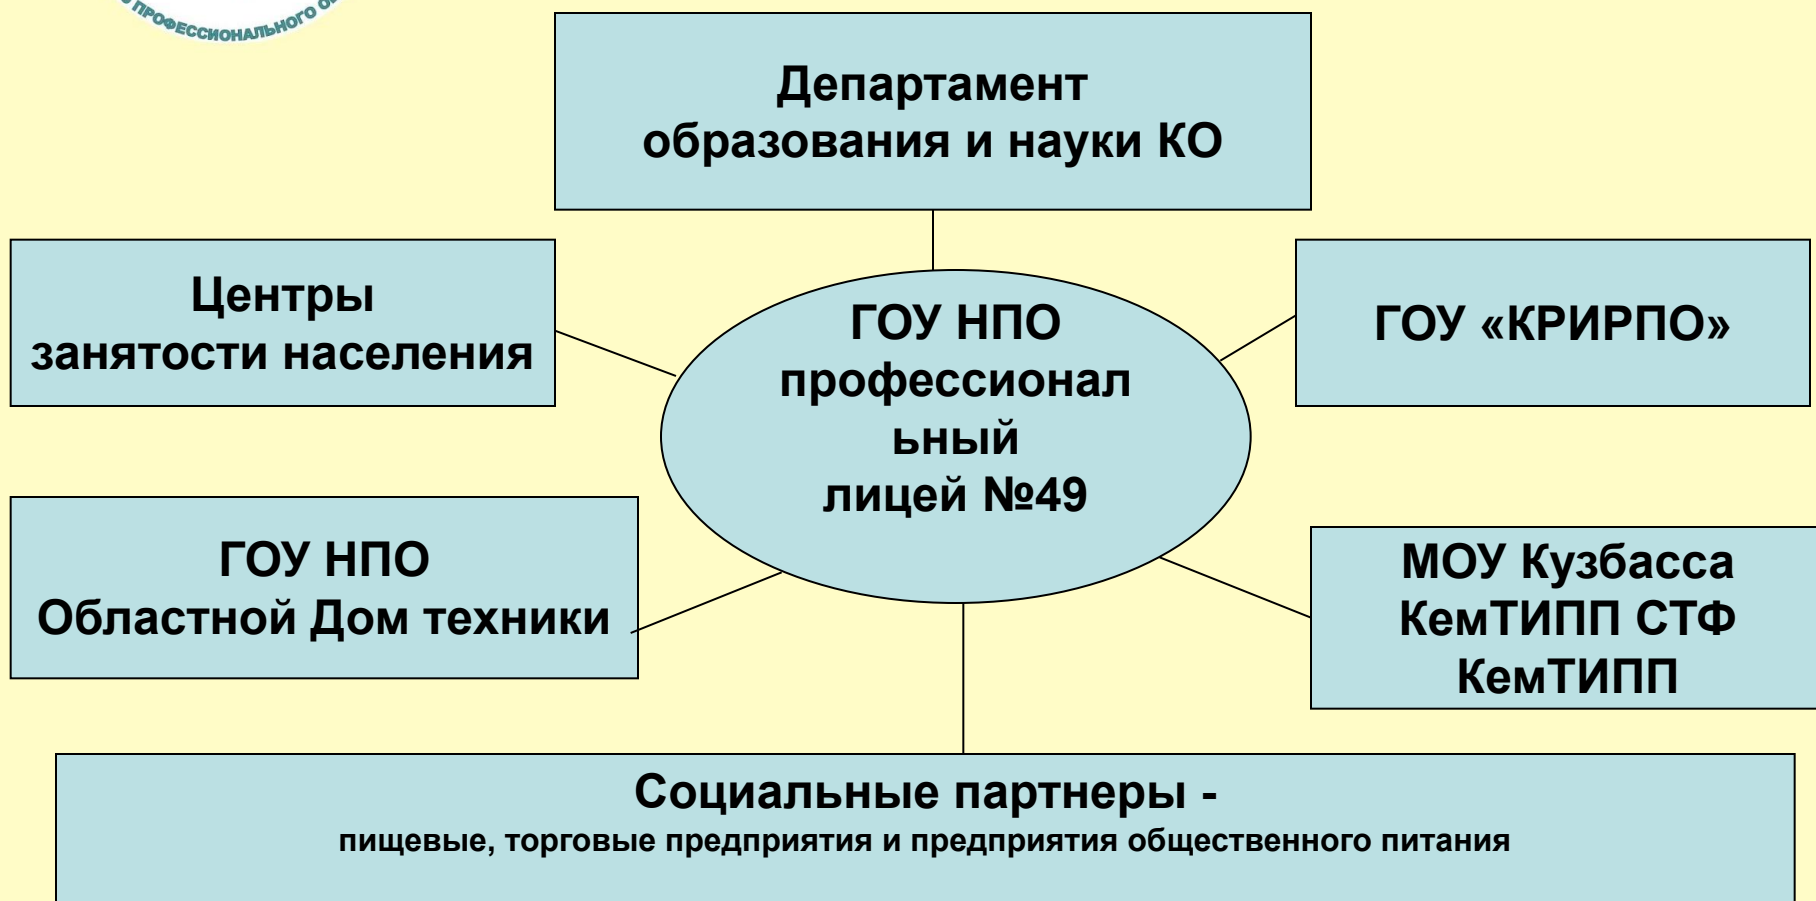 ПРОФЕССИОНАЛЬНОГО
Департамент
образования и науки КО
Центры
занятости населения
ГОУ НПО
профессионал
ьный
лицей №49
ГОУ «КРИРПО»
ГОУ НПО
Областной Дом техники
МОУ Кузбасса
КемТИПП СТФ
КемТИПП
Социальные партнеры -
пищевые, торговые предприятия и предприятия общественного питания